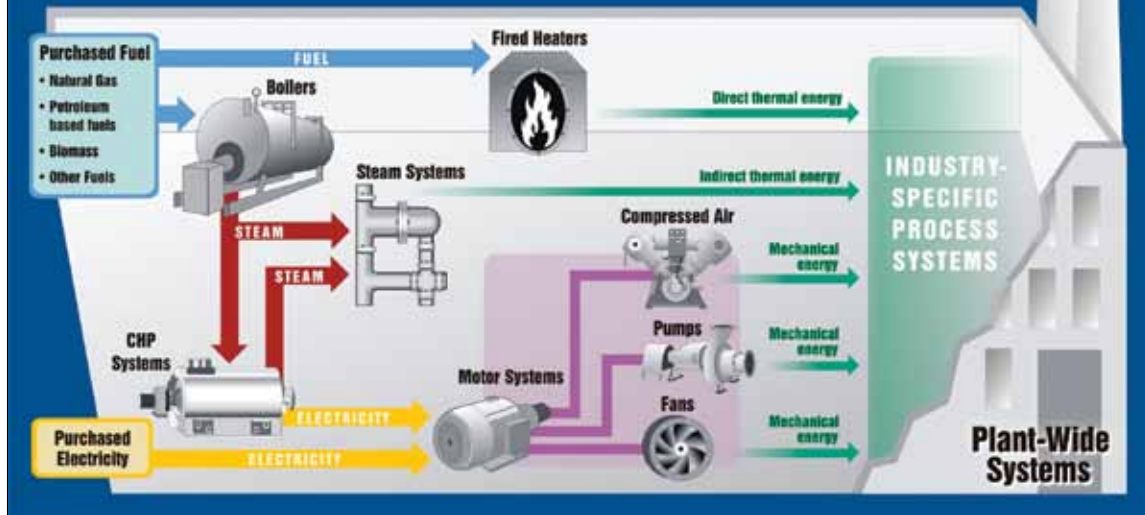 Purchased Fuel
• Natural Gas
• Petroleum
based fuels
• Biomass
• Other Fuels
FUEL
Fired Heaters
Boilers
Direct thermal energy
Steam Systems
Indirect thermal energy
STEAM
STEAM
Compressed Air
Mechanical
energy
INDUSTRY-
SPECIFIC
PROCESS
SYSTEMS
CHP
Systems
Pumps
Mechanical
energy
Motor Systems
Fans
Mechanical
energy
ELECTRICITY
Purchased
Electricity
ELECTRICITY
Plant-Wide
Systems